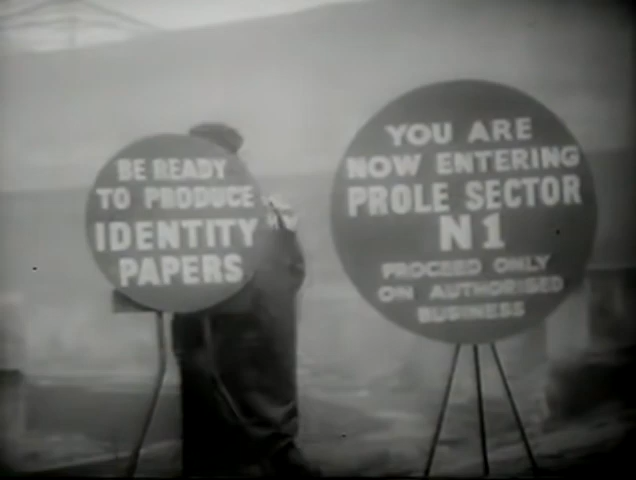 BE READY
TO PRODUCE
IDENTITY
PAPERS
YOU ARE
NOW ENTERING
PROLE SECTOR
N1
PROCEED ONLY
ON AUTHORISED
BUSINESS